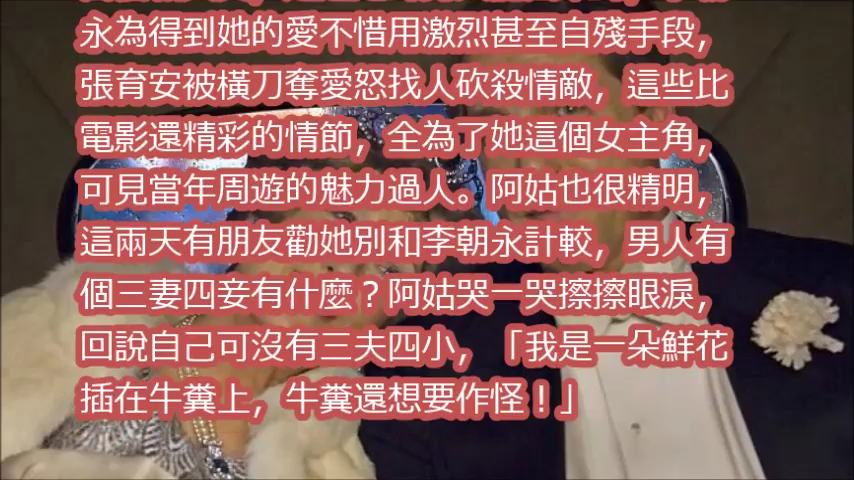 永為得到她的愛不惜用激烈甚至自殘手段，
張育安被橫刀奪愛怒找人砍殺情敵，這些比
電影還精彩的情節，全為了她這個女主角，
可見當年周遊的魅力過人。阿姑也很精明，
這兩天有朋友勸她別和李朝永計較，男人有
個三妻四妾有什麼？阿姑哭一哭擦擦眼淚，
回說自己可沒有三夫四小，「我是一朵鮮花
插在牛糞上，牛糞還想要作怪！」